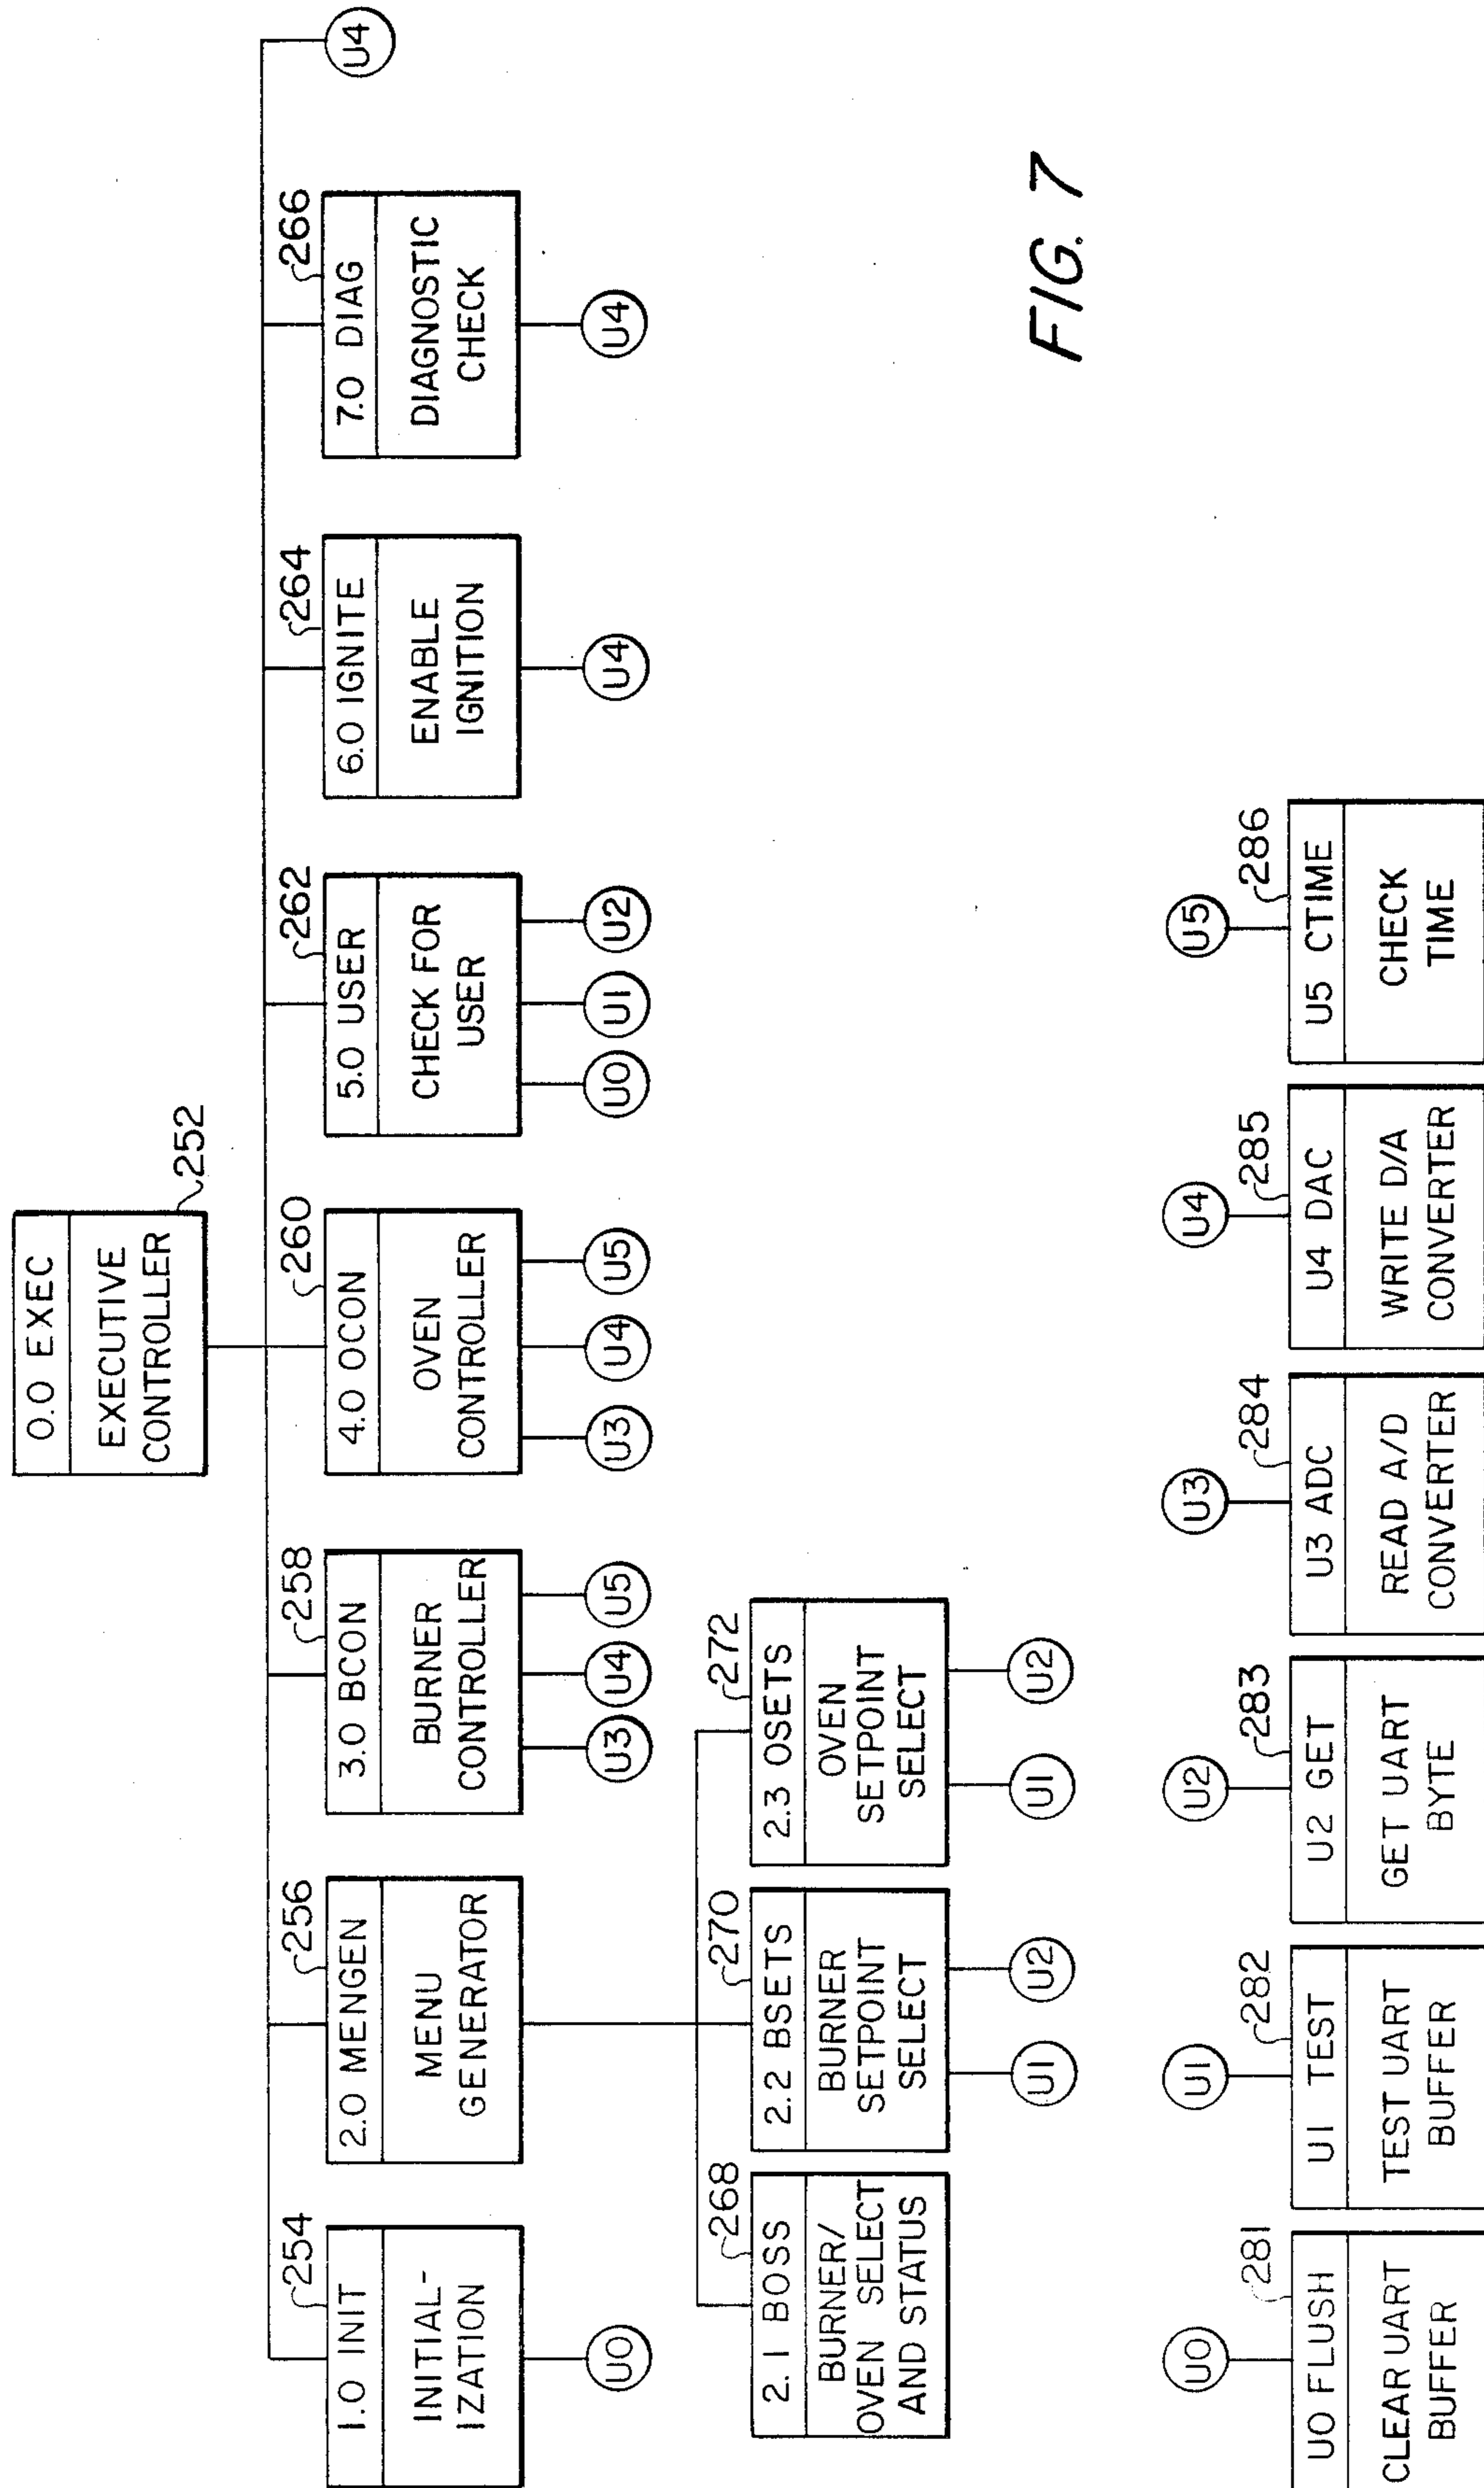 0.0 EXEC
EXECUTIVE
CONTROLLER
252
U4
254
1.0 INIT
INITIAL-
IZATION
U0
256
2.0 MENGEN
MENU
GENERATOR
258
3.0 BCON
BURNER
CONTROLLER
U3
U4
U5
260
4.0 OCON
OVEN
CONTROLLER
U3
U4
U5
262
5.0 USER
CHECK FOR
USER
U0
U1
U2
264
6.0 IGNITE
ENABLE
IGNITION
U4
266
7.0 DIAG
DIAGNOSTIC
CHECK
U4
268
2.1 BOSS
BURNER/
OVEN SELECT
AND STATUS
270
2.2 BSETS
BURNER
SETPOINT
SELECT
U1
U2
272
2.3 OSETS
OVEN
SETPOINT
SELECT
U1
U2
FIG. 7
U0
281
U0 FLUSH
CLEAR UART
BUFFER
U1
282
U1 TEST
TEST UART
BUFFER
U2
283
U2 GET
GET UART
BYTE
U3
284
U3 ADC
READ A/D
CONVERTER
U4
285
U4 DAC
WRITE D/A
CONVERTER
U5
286
U5 CTIME
CHECK
TIME